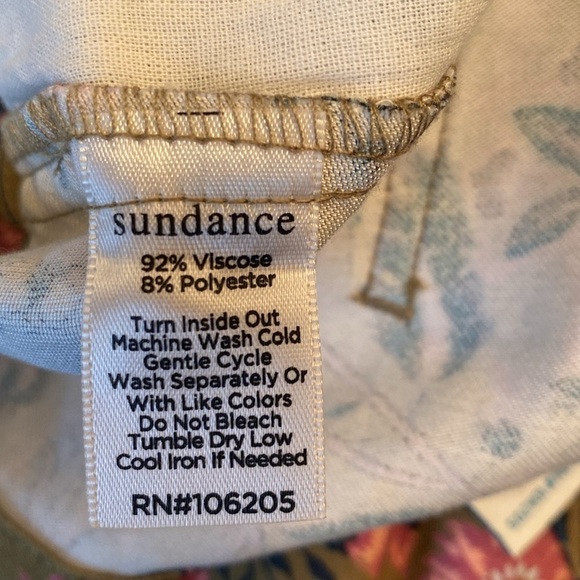 sundance
92% Viscose
8% Polyester
Turn Inside Out
Machine Wash Cold
Gentle Cycle
Wash Separately Or
With Like Colors
Do Not Bleach
Tumble Dry Low
Cool Iron If Needed
RN#106205